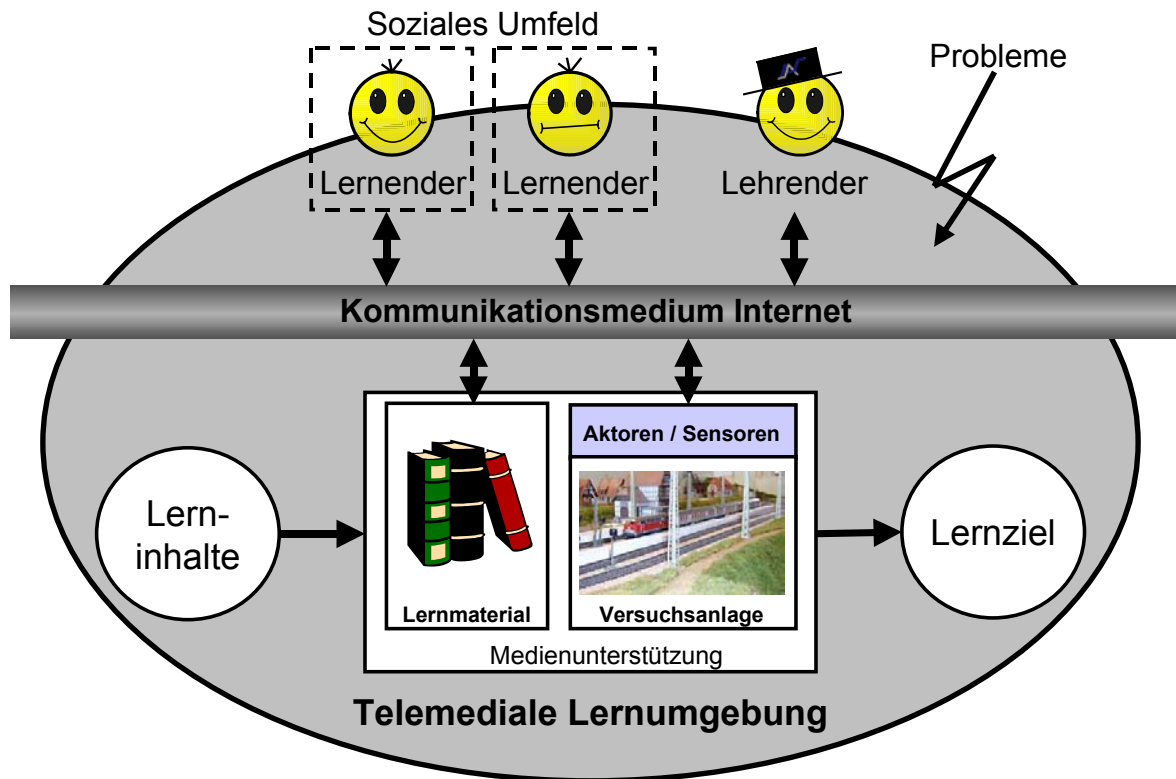 Soziales Umfeld
Probleme
Lernender
Lernender
Lehrender
Kommunikationsmedium Internet
Aktoren / Sensoren
Lern-
inhalte
Lernziel
Lernmaterial
Versuchsanlage
Medienunterstützung
Telemediale Lernumgebung